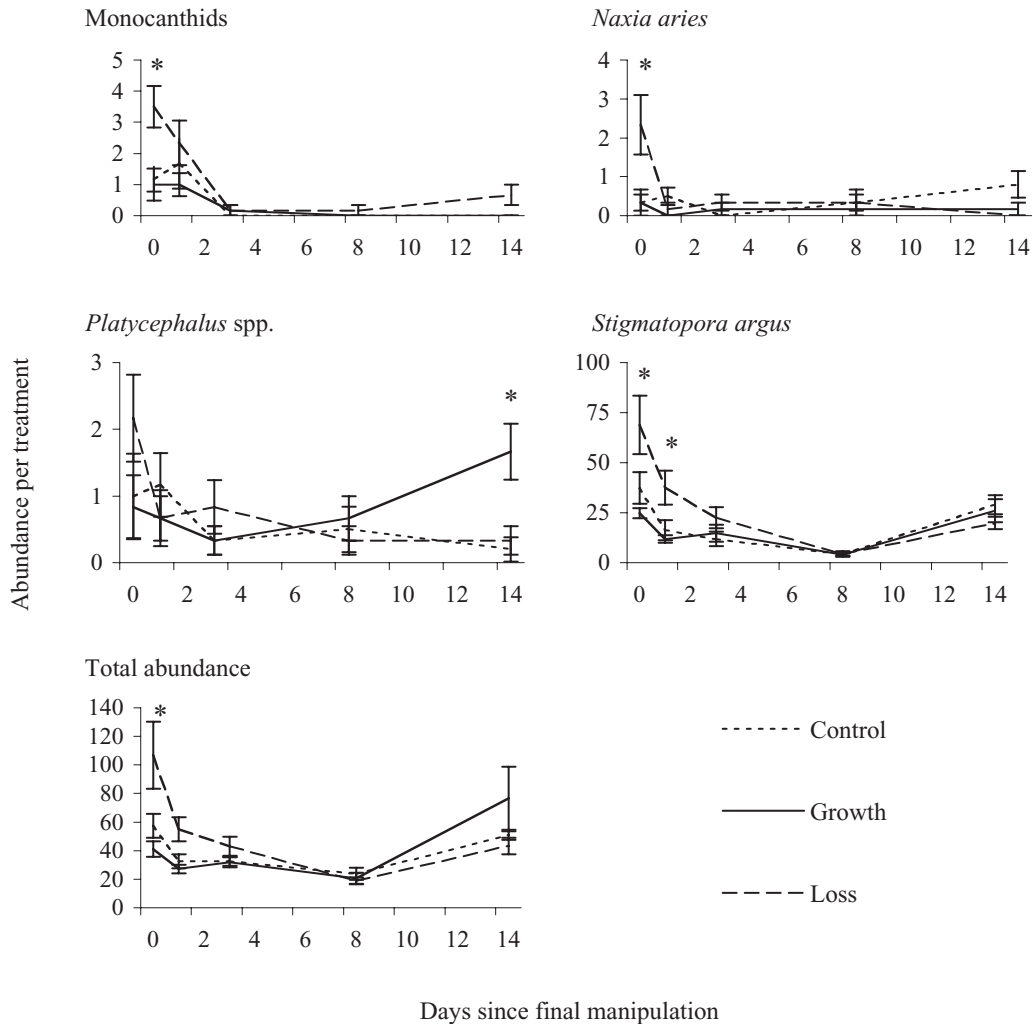 Monocanthids
5
*
4
3
2
1
0
0 2 4 6 8 10 12 14
Naxia aries
4
*
3
2
1
0
0 2 4 6 8 10 12 14
Platycephalus spp.
3
*
2
1
0
0 2 4 6 8 10 12 14
Stigmatopora argus
100
*
75
*
50
25
0
0 2 4 6 8 10 12 14
Abundance per treatment
Total abundance
140
*
120
100
80
60
40
20
0
0 2 4 6 8 10 12 14
Control
Growth
Loss
Days since final manipulation